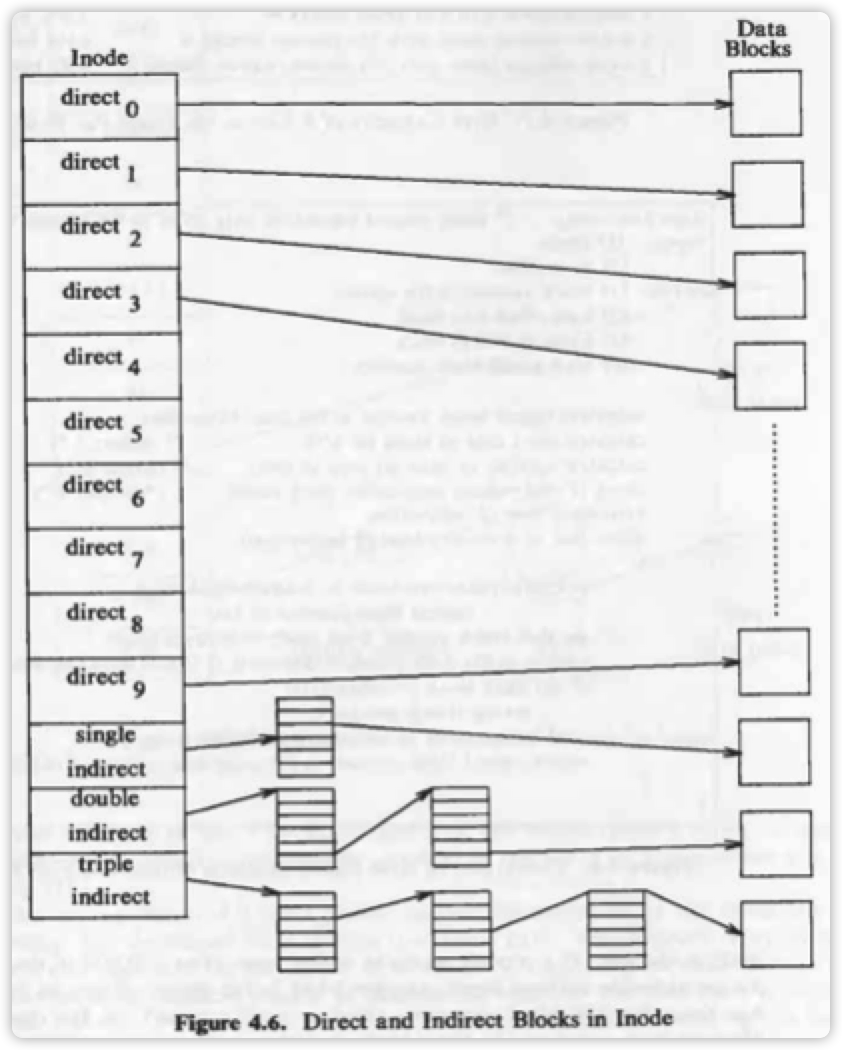 Data
Blocks
Inode
direct 0
direct 1
direct 2
direct 3
direct 4
direct 5
direct 6
direct 7
direct 8
direct 9
single
indirect
double
indirect
triple
indirect
Figure 4.6. Direct and Indirect Blocks in Inode